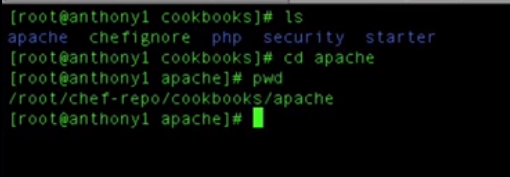 [root@anthony1 cookbooks]# ls
apache chefignore php security starter
[root@anthony1 cookbooks]# cd apache
[root@anthony1 apache]# pwd
/root/chef-repo/cookbooks/apache
[root@anthony1 apache]#